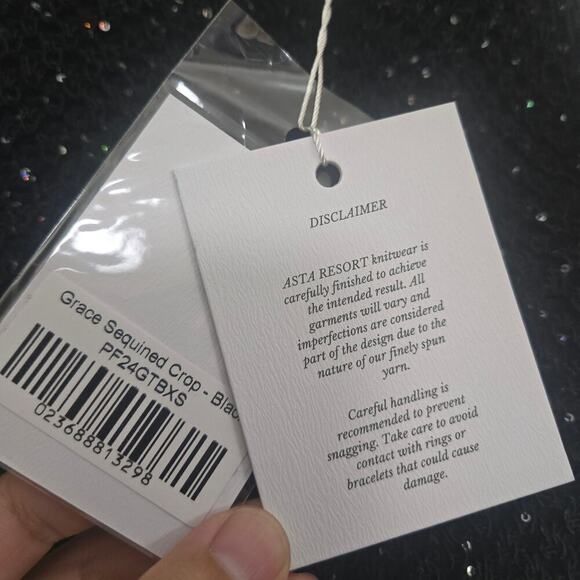 DISCLAIMER
ASTA RESORT knitwear is
carefully finished to achieve
the intended result. All
garments will vary and
imperfections are considered
part of the design due to the
nature of our finely spun
yarn.
Careful handling is
recommended to prevent
snagging. Take care to avoid
contact with rings or
bracelets that could cause
damage.
Grace Sequined Crop - Blac
PF24GTBXS
023688813298